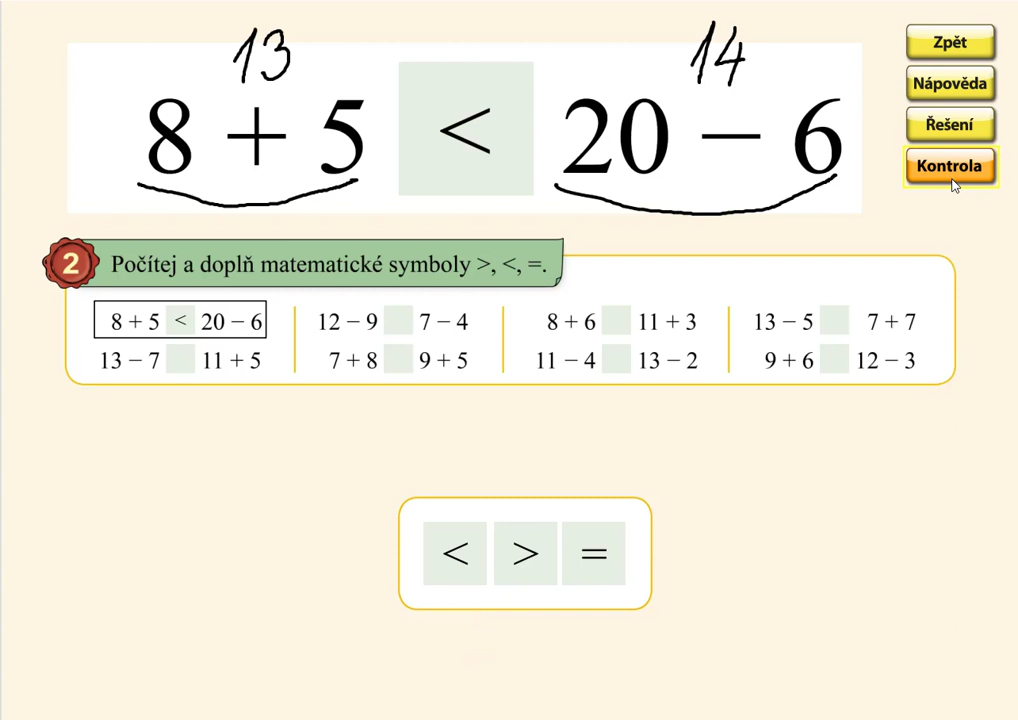 13 14
8 + 5 < 20 − 6
Zpět
Nápověda
Řešení
Kontrola
2 Počítej a doplň matematické symboly >, <, =.
8 + 5 < 20 − 6 12 − 9 7 − 4 8 + 6 11 + 3 13 − 5 7 + 7
13 − 7 11 + 5 7 + 8 9 + 5 11 − 4 13 − 2 9 + 6 12 − 3
< > =